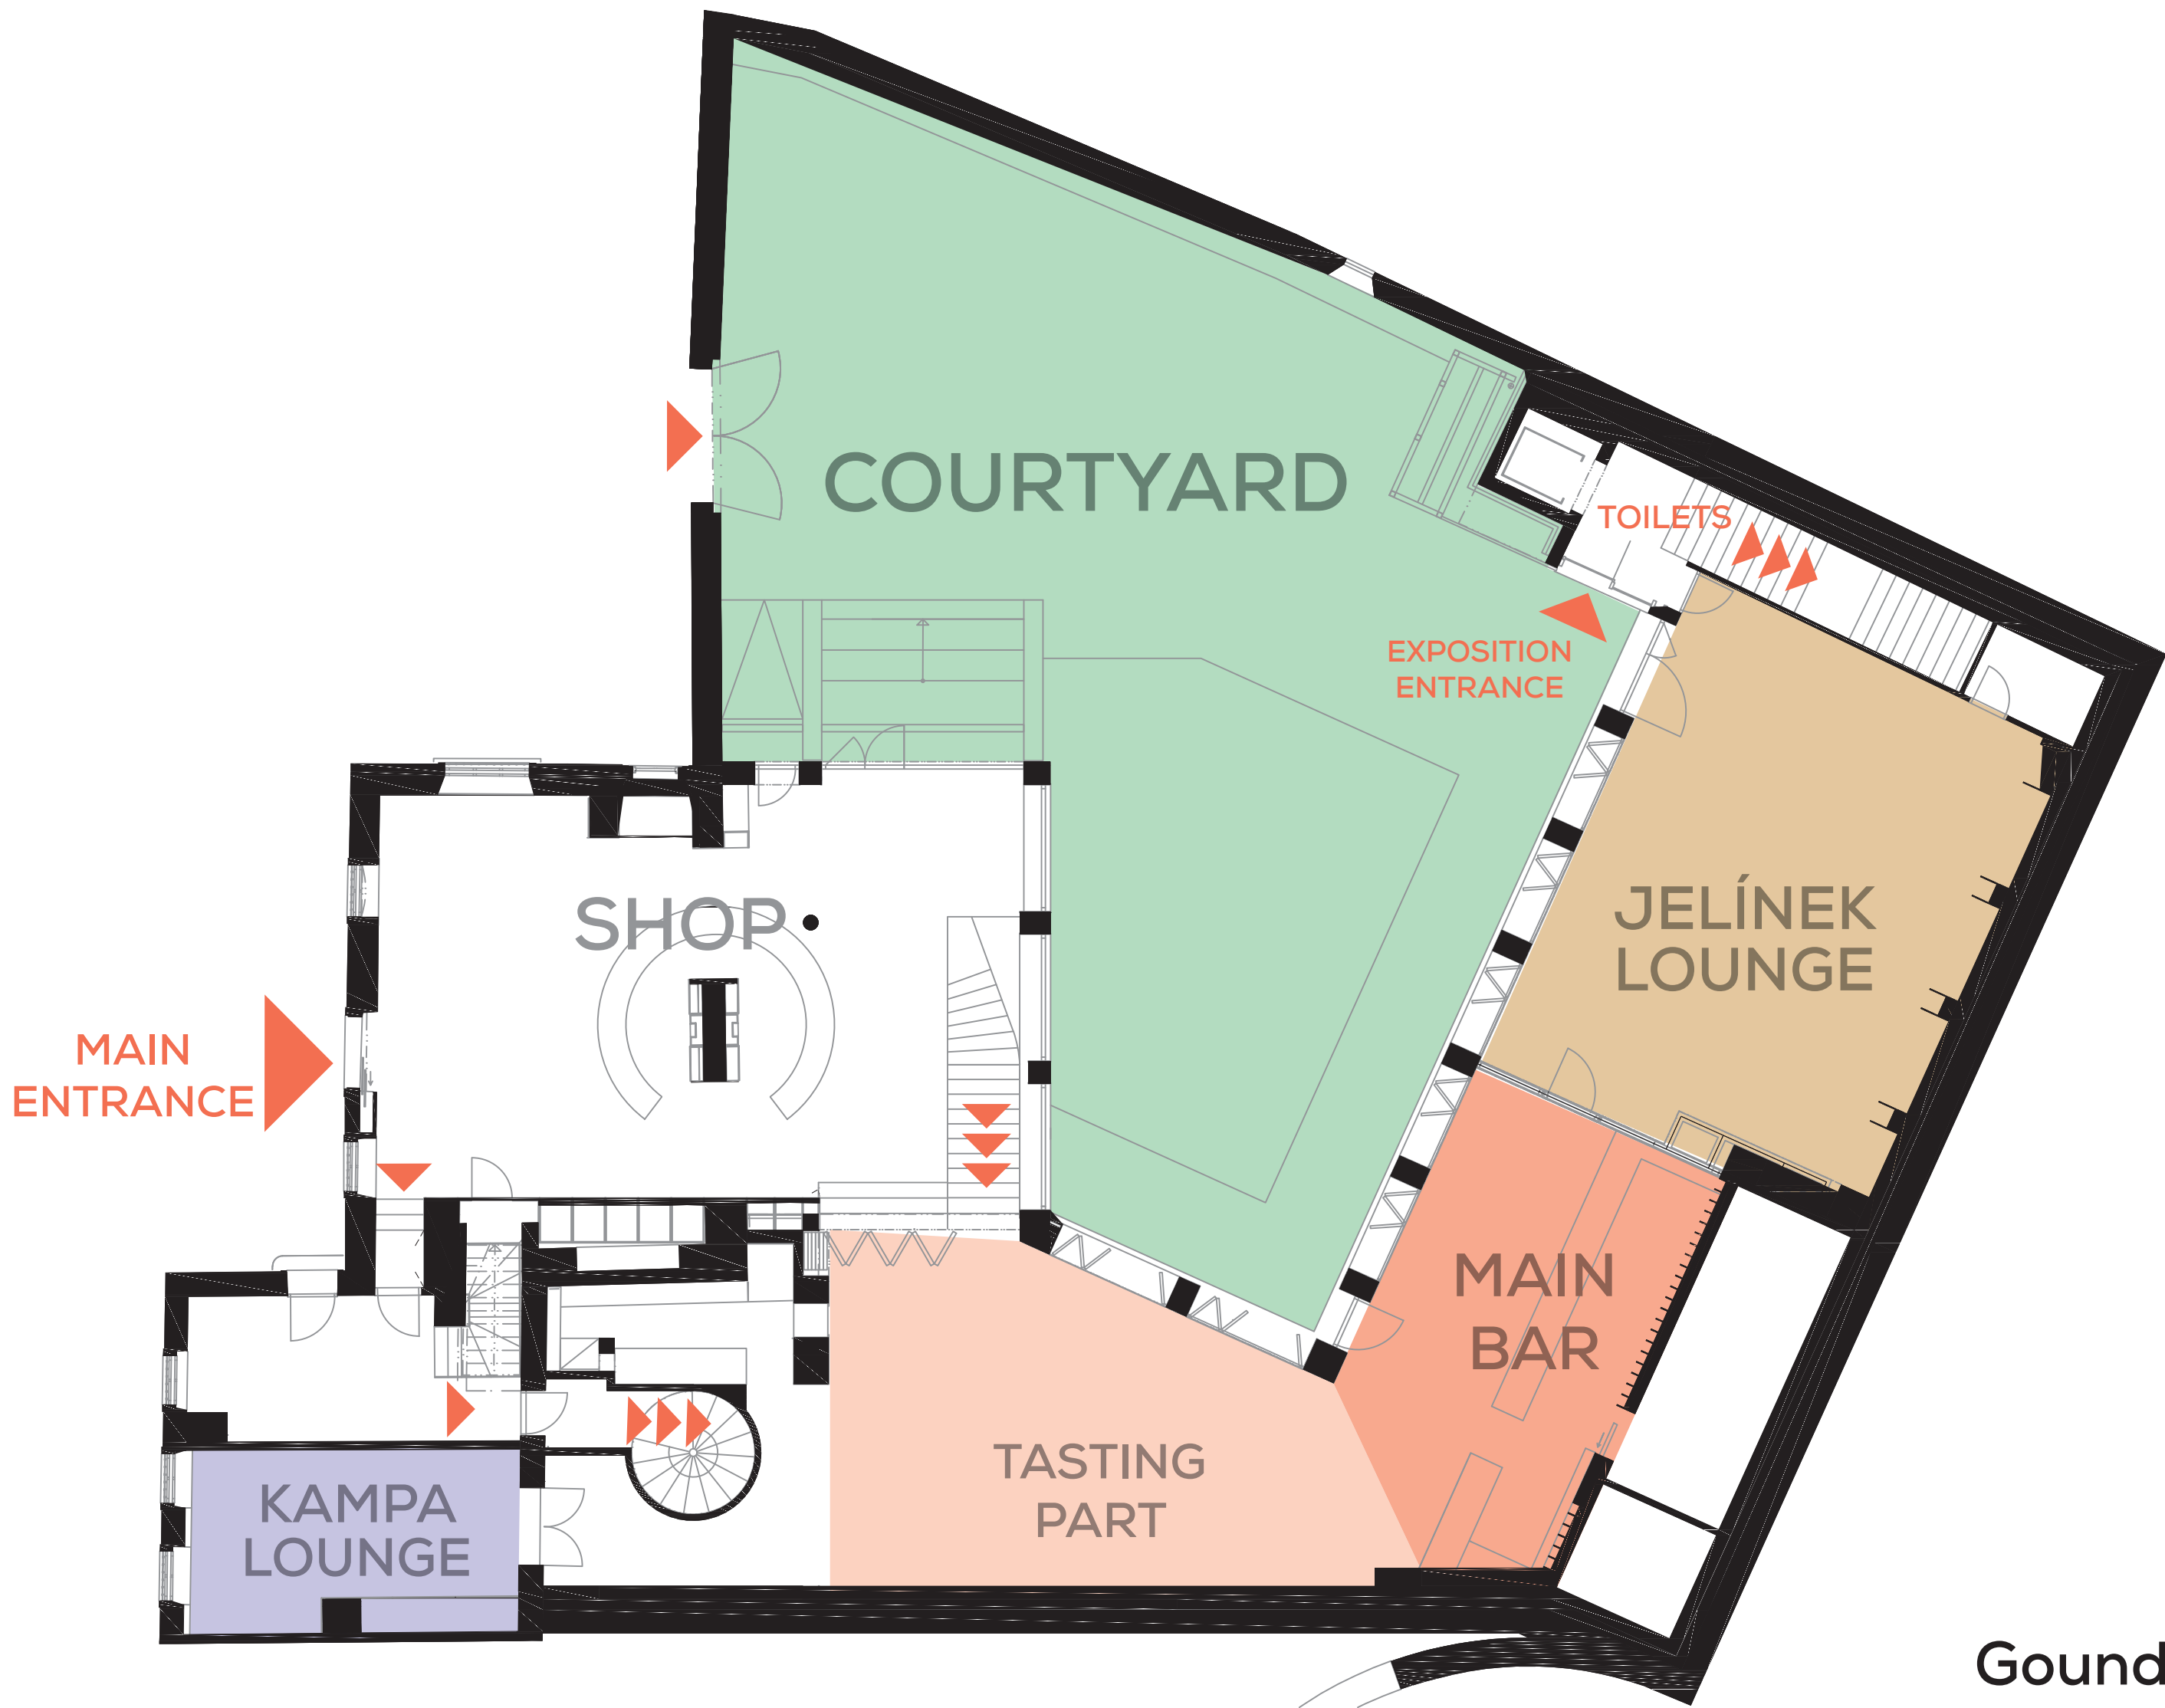 COURTYARD
TOILETS
EXPOSITION
ENTRANCE
SHOP
JELÍNEK
LOUNGE
MAIN
ENTRANCE
MAIN
BAR
TASTING
PART
KAMPA
LOUNGE
Gound